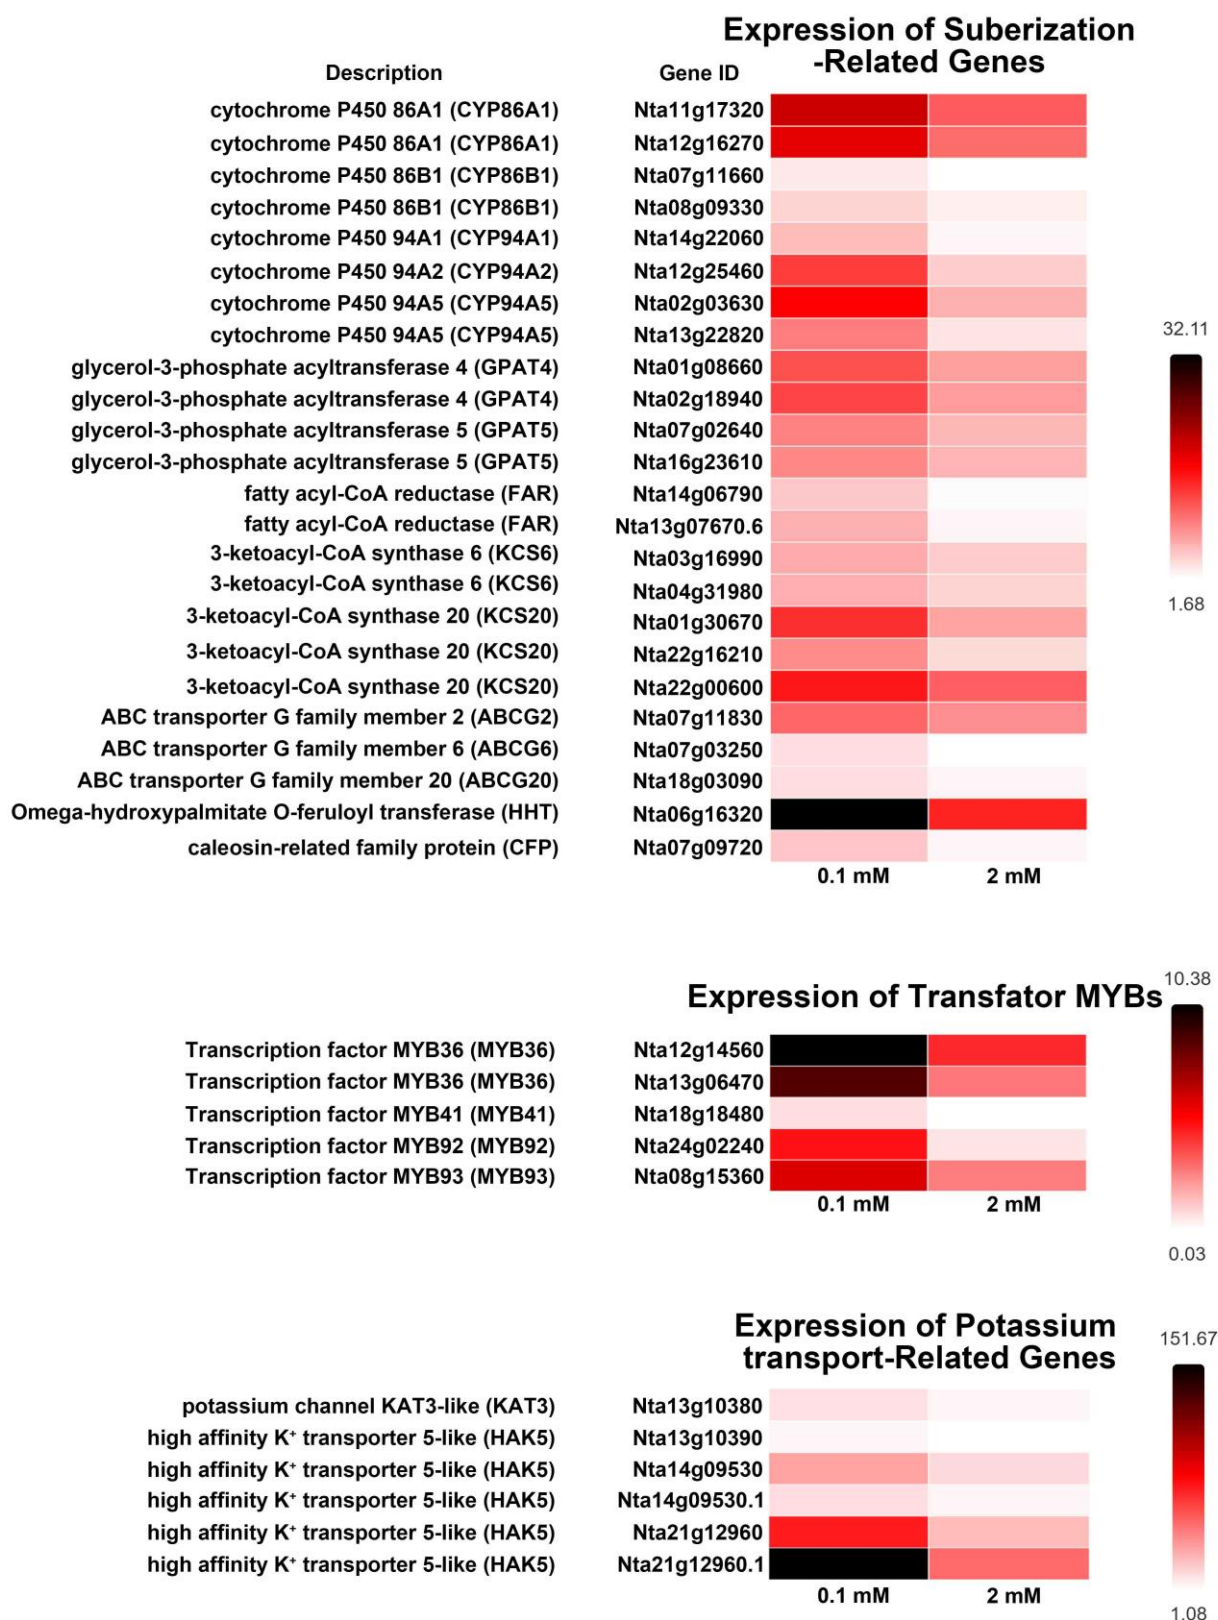 Expression of Suberization
-Related Genes
Description Gene ID
cytochrome P450 86A1 (CYP86A1) Nta11g17320
cytochrome P450 86A1 (CYP86A1) Nta12g16270
cytochrome P450 86B1 (CYP86B1) Nta07g11660
cytochrome P450 86B1 (CYP86B1) Nta08g09330
cytochrome P450 94A1 (CYP94A1) Nta14g22060
cytochrome P450 94A2 (CYP94A2) Nta12g25460
cytochrome P450 94A5 (CYP94A5) Nta02g03630
cytochrome P450 94A5 (CYP94A5) Nta13g22820
glycerol-3-phosphate acyltransferase 4 (GPAT4) Nta01g08660
glycerol-3-phosphate acyltransferase 4 (GPAT4) Nta02g18940
glycerol-3-phosphate acyltransferase 5 (GPAT5) Nta07g02640
glycerol-3-phosphate acyltransferase 5 (GPAT5) Nta16g23610
fatty acyl-CoA reductase (FAR) Nta14g06790
fatty acyl-CoA reductase (FAR) Nta13g07670.6
3-ketoacyl-CoA synthase 6 (KCS6) Nta03g16990
3-ketoacyl-CoA synthase 6 (KCS6) Nta04g31980
3-ketoacyl-CoA synthase 20 (KCS20) Nta01g30670
3-ketoacyl-CoA synthase 20 (KCS20) Nta22g16210
3-ketoacyl-CoA synthase 20 (KCS20) Nta22g00600
ABC transporter G family member 2 (ABCG2) Nta07g11830
ABC transporter G family member 6 (ABCG6) Nta07g03250
ABC transporter G family member 20 (ABCG20) Nta18g03090
Omega-hydroxypalmitate O-feruloyl transferase (HHT) Nta06g16320
caleosin-related family protein (CFP) Nta07g09720
0.1 mM 2 mM
32.11
1.68
Expression of Transfator MYBs
Transcription factor MYB36 (MYB36) Nta12g14560
Transcription factor MYB36 (MYB36) Nta13g06470
Transcription factor MYB41 (MYB41) Nta18g18480
Transcription factor MYB92 (MYB92) Nta24g02240
Transcription factor MYB93 (MYB93) Nta08g15360
0.1 mM 2 mM
10.38
0.03
Expression of Potassium
transport-Related Genes
potassium channel KAT3-like (KAT3) Nta13g10380
high affinity K⁺ transporter 5-like (HAK5) Nta13g10390
high affinity K⁺ transporter 5-like (HAK5) Nta14g09530
high affinity K⁺ transporter 5-like (HAK5) Nta14g09530.1
high affinity K⁺ transporter 5-like (HAK5) Nta21g12960
high affinity K⁺ transporter 5-like (HAK5) Nta21g12960.1
0.1 mM 2 mM
151.67
1.08